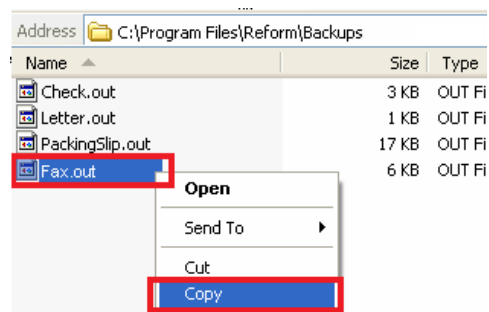 Address C:\Program Files\Reform\Backups
Name Size Type
Check.out 3 KB OUT Fi
Letter.out 1 KB OUT Fi
PackingSlip.out 17 KB OUT Fi
Fax.out 6 KB OUT Fi
Open
Send To
Cut
Copy